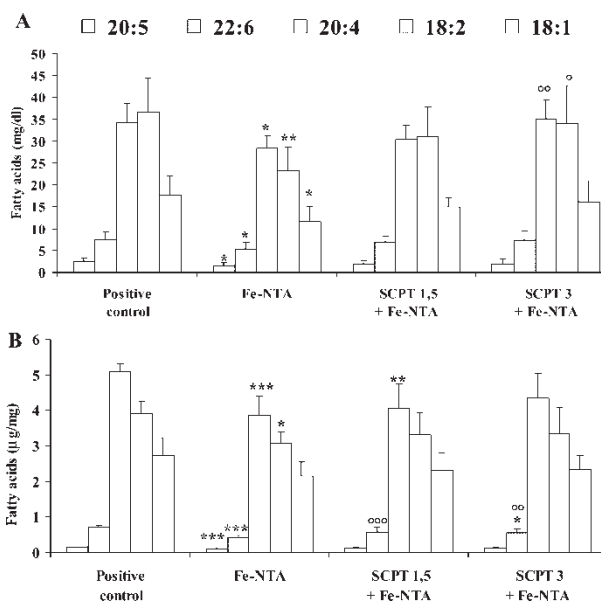 A 20:5 22:6 20:4 18:2 18:1
Fatty acids (mg/dl)
50
45
40
35
30
25
20
15
10
5
0
* * * ** * °° °
Positive control
Fe-NTA
SCPT 1,5 + Fe-NTA
SCPT 3 + Fe-NTA
B
Fatty acids (µg/mg)
6
5
4
3
2
1
0
*** *** *** * °°° ** °° *
Positive control
Fe-NTA
SCPT 1,5 + Fe-NTA
SCPT 3 + Fe-NTA